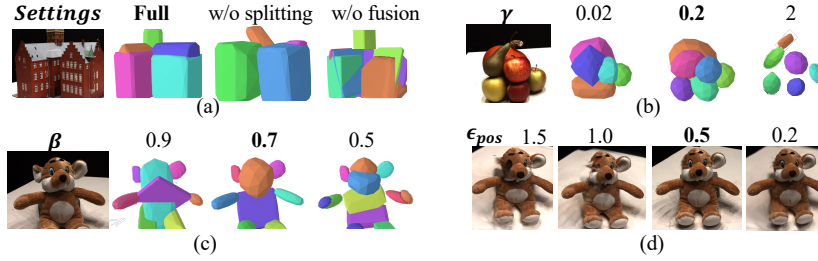 Settings Full w/o splitting w/o fusion
(a)
γ 0.02 0.2 2
(b)
β 0.9 0.7 0.5
(c)
ϵpos 1.5 1.0 0.5 0.2
(d)